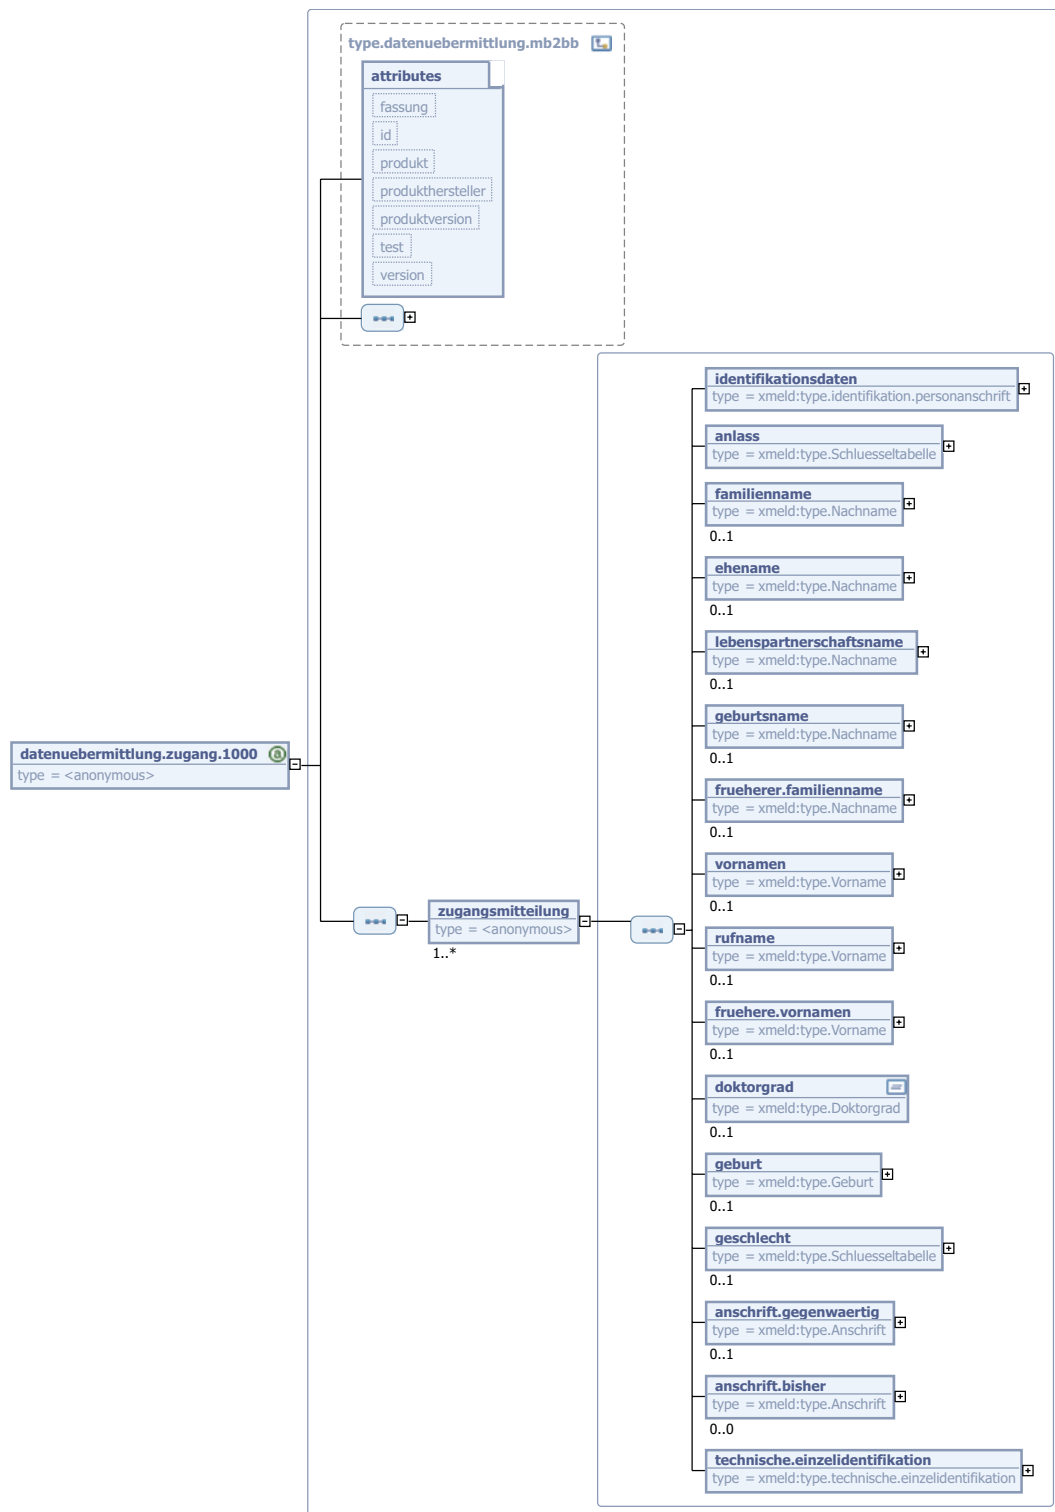 type.datenuebermittlung.mb2bb
attributes
fassung
id
produkt
produkthersteller
produktversion
test
version
identifikationsdaten
type = xmeld:type.identifikation.personanschrift
anlass
type = xmeld:type.Schluesseltabelle
familienname
type = xmeld:type.Nachname
0..1
ehename
type = xmeld:type.Nachname
0..1
lebenspartnerschaftsname
type = xmeld:type.Nachname
0..1
geburtsname
type = xmeld:type.Nachname
0..1
datenuebermittlung.zugang.1000
type = <anonymous>
frueherer.familienname
type = xmeld:type.Nachname
0..1
vornamen
type = xmeld:type.Vorname
0..1
zugangsmitteilung
type = <anonymous>
1..*
rufname
type = xmeld:type.Vorname
0..1
fruehere.vornamen
type = xmeld:type.Vorname
0..1
doktorgrad
type = xmeld:type.Doktorgrad
0..1
geburt
type = xmeld:type.Geburt
0..1
geschlecht
type = xmeld:type.Schluesseltabelle
0..1
anschrift.gegenwaertig
type = xmeld:type.Anschrift
0..1
anschrift.bisher
type = xmeld:type.Anschrift
0..0
technische.einzelidentifikation
type = xmeld:type.technische.einzelidentifikation